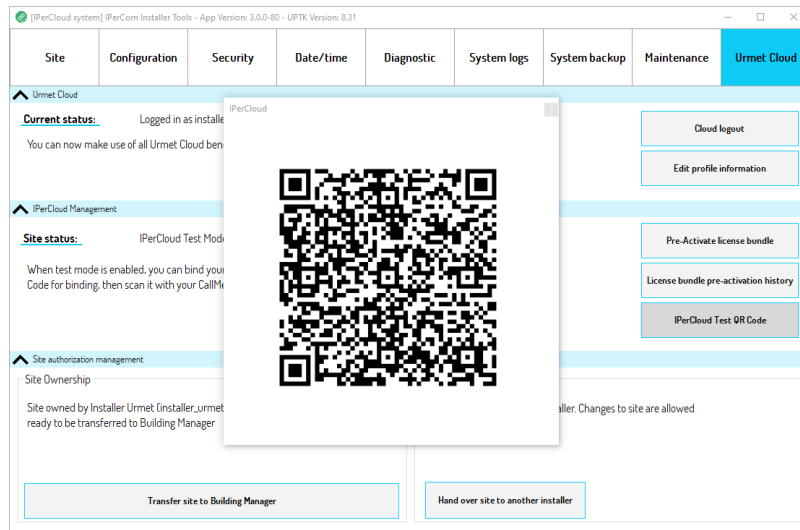 [IPerCloud system] IPerCom Installer Tools - App Version: 3.0.0-80 - UPTK Version: 8.31
Site Configuration Security Date/time Diagnostic System logs System backup Maintenance Urmet Cloud
Urmet Cloud
IPerCloud
Current status: Logged in as installe
Cloud logout
You can now make use of all Urmet Cloud ben
Edit profile information
IPerCloud Management
Site status: IPerCloud Test Mode
Pre-Activate license bundle
When test mode is enabled, you can bind your
Code for binding, then scan it with your CallMe
License bundle pre-activation history
IPerCloud Test QR Code
Site authorization management
Site Ownership
Site owned by Installer Urmet (installer_urmet
ready to be transferred to Building Manager
aller. Changes to site are allowed
Transfer site to Building Manager
Hand over site to another installer